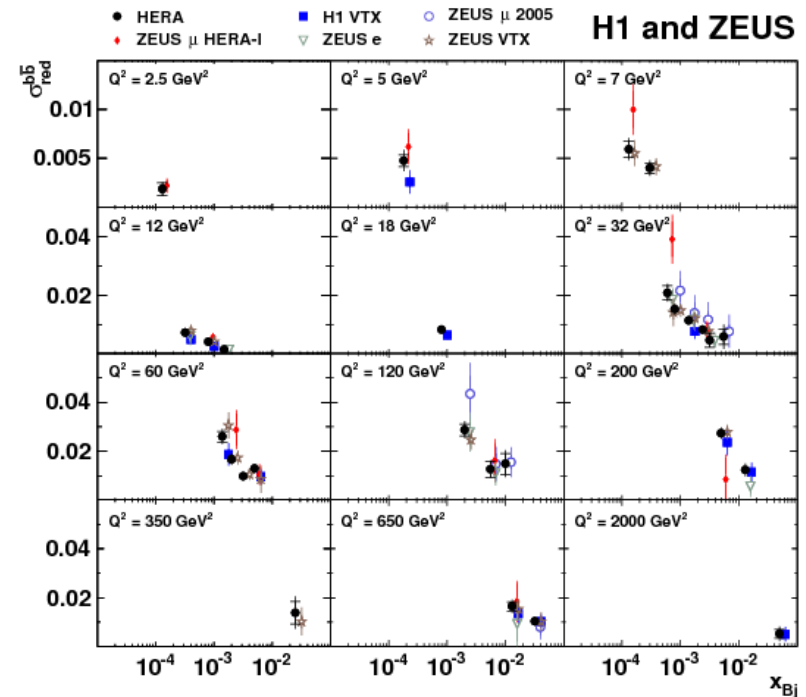 HERA H1 VTX ZEUS μ 2005 H1 and ZEUS
ZEUS μ HERA-I ZEUS e ZEUS VTX
σ^{bb̄}_{red}
Q² = 2.5 GeV² Q² = 5 GeV² Q² = 7 GeV²
0.01
0.005
Q² = 12 GeV² Q² = 18 GeV² Q² = 32 GeV²
0.04
0.02
Q² = 60 GeV² Q² = 120 GeV² Q² = 200 GeV²
0.04
0.02
Q² = 350 GeV² Q² = 650 GeV² Q² = 2000 GeV²
0.04
0.02
10⁻⁴ 10⁻³ 10⁻² 10⁻⁴ 10⁻³ 10⁻² 10⁻⁴ 10⁻³ 10⁻²
x_{Bj}